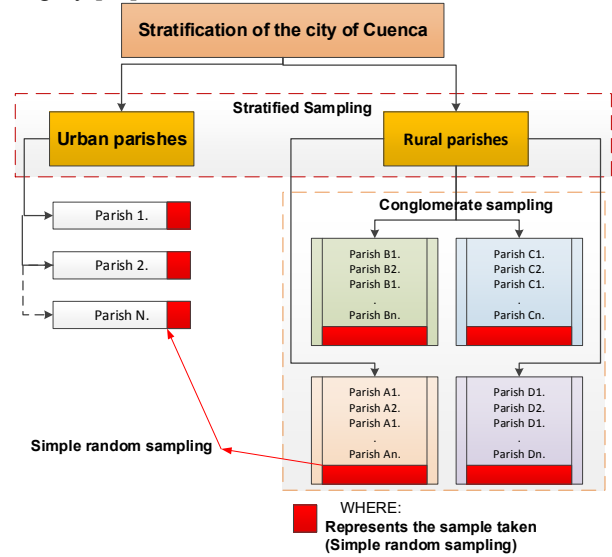 Stratification of the city of Cuenca
Stratified Sampling
Urban parishes
Rural parishes
Parish 1.
Parish 2.
Parish N.
Conglomerate sampling
Parish B1.
Parish B2.
Parish B1.
.
Parish Bn.
Parish C1.
Parish C2.
Parish C1.
.
Parish Cn.
Parish A1.
Parish A2.
Parish A1.
.
Parish An.
Parish D1.
Parish D2.
Parish D1.
.
Parish Dn.
Simple random sampling
WHERE:
Represents the sample taken
(Simple random sampling)